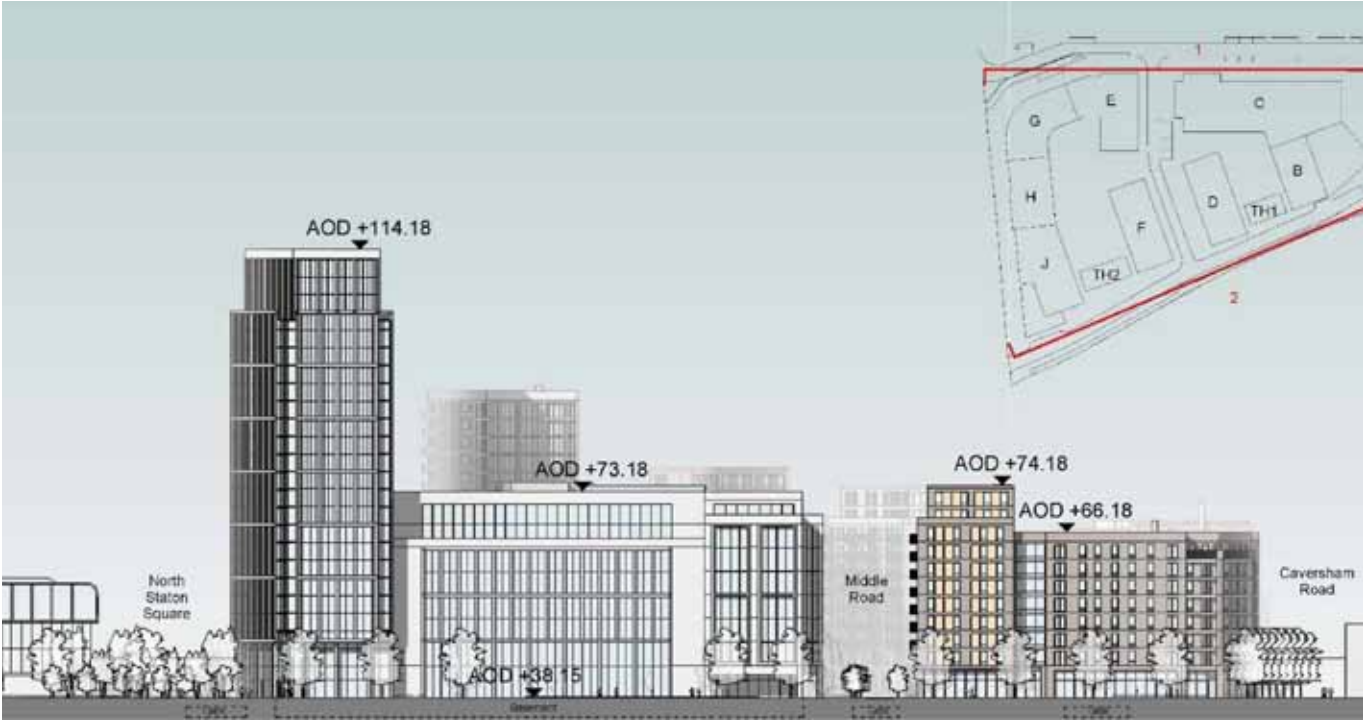 1
E
C
G
B
H
D
TH1
F
J
TH2
2
AOD +114.18
AOD +73.18
AOD +74.18
AOD +66.18
North
Staton
Square
Middle
Road
Caversham
Road
AOD +38.15
Basement